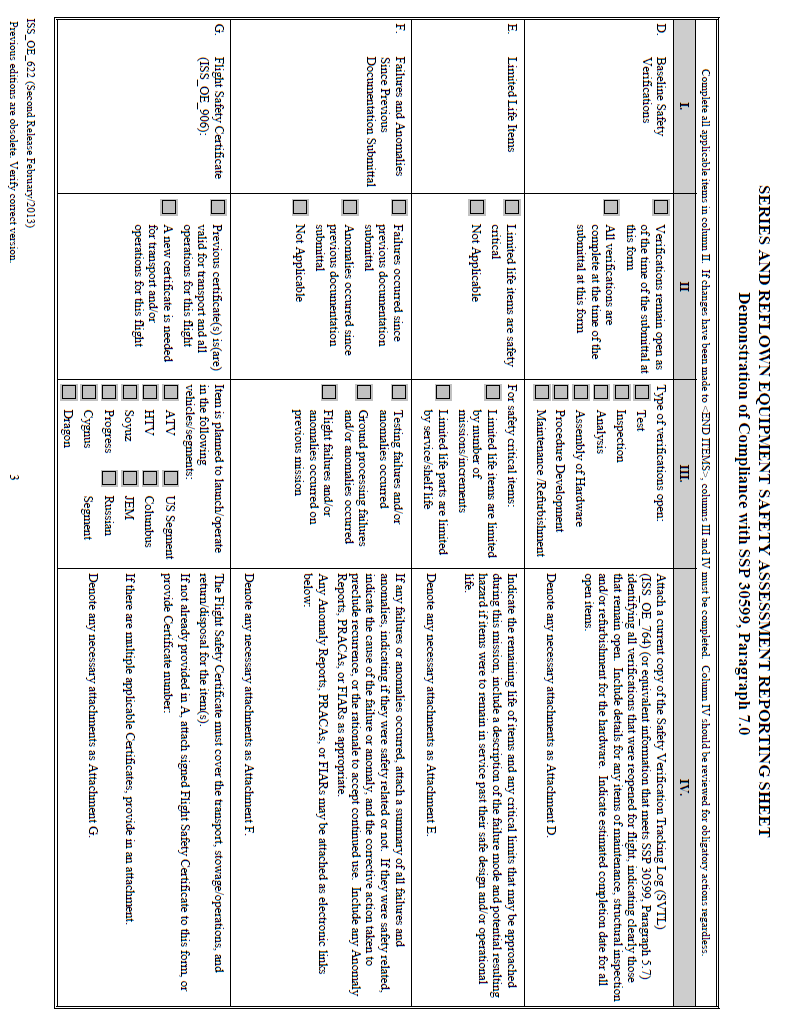 SERIES AND REFLOWN EQUIPMENT SAFETY ASSESSMENT REPORTING SHEET
Demonstration of Compliance with SSP 30599, Paragraph 7.0
Complete all applicable items in column II. If changes have been made to <END ITEMS>, columns III and IV must be completed. Column IV should be reviewed for obligatory actions regardless.
I.
II
III.
IV.
D. Baseline Safety
Verifications
Verifications remain open as
of the time of the submittal at
this form
All verifications are
complete at the time of the
submittal at this form
Type of verifications open:
Test
Inspection
Analysis
Assembly of Hardware
Procedure Development
Maintenance /Refurbishment
Attach a current copy of the Safety Verification Tracking Log (SVTL)
(ISS_OE_764) (or equivalent information that meets SSP 30599, Paragraph 5.7)
identifying all verifications that were reopened for flight, indicating clearly those
that remain open. Include details for any items of maintenance, structural inspection
and/or refurbishment for the hardware. Indicate estimated completion date for all
open items.
Denote any necessary attachments as Attachment D.
E. Limited Life Items
Limited life items are safety
critical
Not Applicable
For safety critical items:
Limited life items are limited
by number of
missions/increments
Limited life parts are limited
by service/shelf life
Indicate the remaining life of items and any critical limits that may be approached
during this mission, include a description of the failure mode and potential resulting
hazard if items were to remain in service past their safe design and/or operational
life.
Denote any necessary attachments as Attachment E.
F. Failures and Anomalies
Since Previous
Documentation Submittal
Failures occurred since
previous documentation
submittal
Anomalies occurred since
previous documentation
submittal
Not Applicable
Testing failures and/or
anomalies occurred
Ground processing failures
and/or anomalies occurred
Flight failures and/or
anomalies occurred on
previous mission
If any failures or anomalies occurred, attach a summary of all failures and
anomalies, indicating if they were safety related or not. If they were safety related,
indicate the cause of the failure or anomaly, and the corrective action taken to
preclude recurrence, or the rationale to accept continued use. Include any Anomaly
Reports, PRACAs, or FIARs as appropriate.
Any Anomaly Reports, PRACAs, or FIARs may be attached as electronic links
below:
Denote any necessary attachments as Attachment F.
G. Flight Safety Certificate
(ISS_OE_906):
Previous certificate(s) is(are)
valid for transport and all
operations for this flight
A new certificate is needed
for transport and/or
operations for this flight
Item is planned to launch/operate
in the following
vehicles/segments:
ATV US Segment
HTV Columbus
Soyuz JEM
Progress Russian
Cygnus Segment
Dragon
The Flight Safety Certificate must cover the transport, stowage/operations, and
return/disposal for the item(s).
If not already provided in A, attach signed Flight Safety Certificate to this form, or
provide Certificate number:
If there are multiple applicable Certificates, provide in an attachment.
Denote any necessary attachments as Attachment G.
ISS_OE_622 (Second Release February/2013)
Previous editions are obsolete. Verify correct version.
3